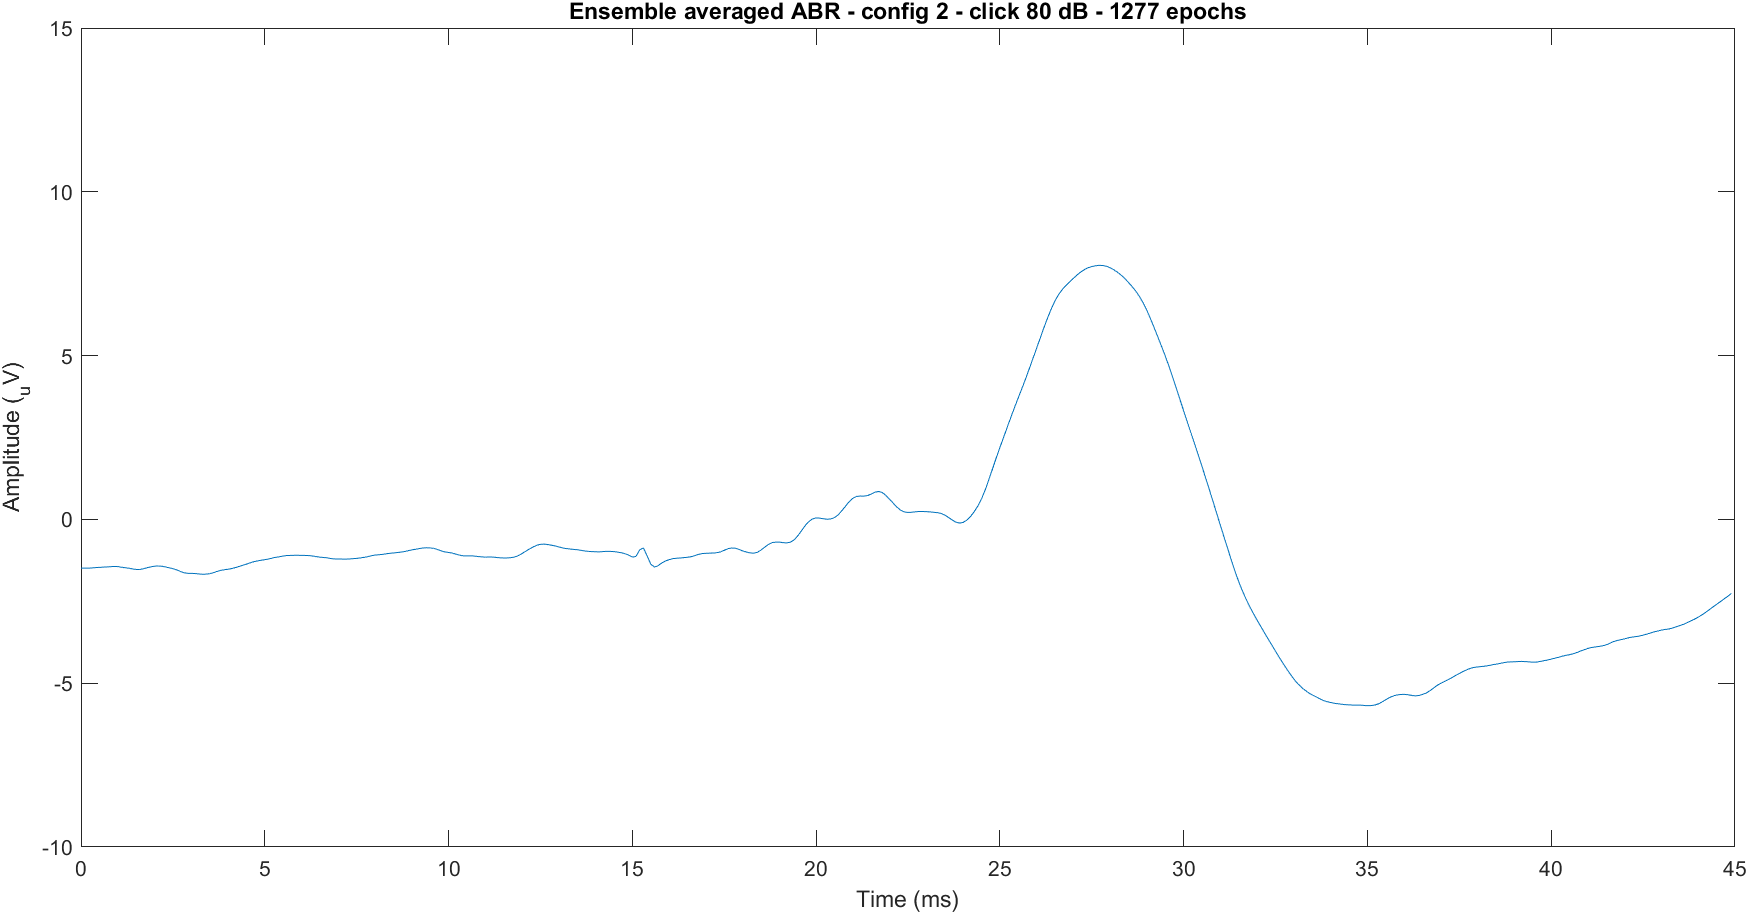 Ensemble averaged ABR - config 2 - click 80 dB - 1277 epochs
15
10
5
0
-5
-10
Amplitude (uV)
0 5 10 15 20 25 30 35 40 45
Time (ms)